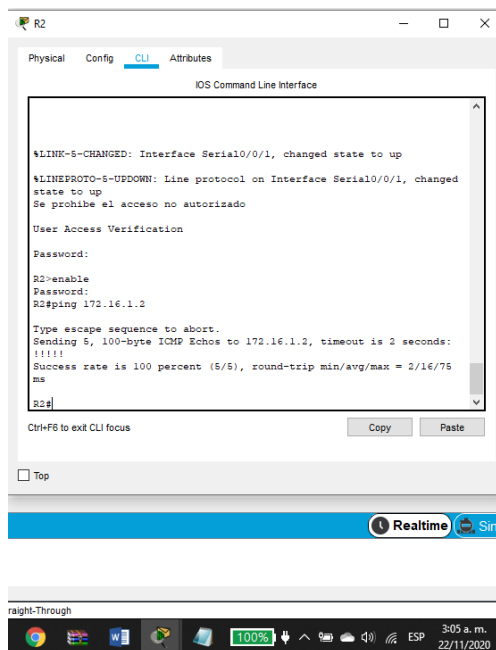 R2
Physical Config CLI Attributes
IOS Command Line Interface
%LINK-5-CHANGED: Interface Serial0/0/1, changed state to up
%LINEPROTO-5-UPDOWN: Line protocol on Interface Serial0/0/1, changed
state to up
Se prohibe el acceso no autorizado
User Access Verification
Password:
R2>enable
Password:
R2#ping 172.16.1.2
Type escape sequence to abort.
Sending 5, 100-byte ICMP Echos to 172.16.1.2, timeout is 2 seconds:
!!!!!
Success rate is 100 percent (5/5), round-trip min/avg/max = 2/16/75
ms
R2#
Ctrl+F6 to exit CLI focus
Copy Paste
Top
Realtime Sin
raight-Through
100% ESP 3:05 a. m.
22/11/2020